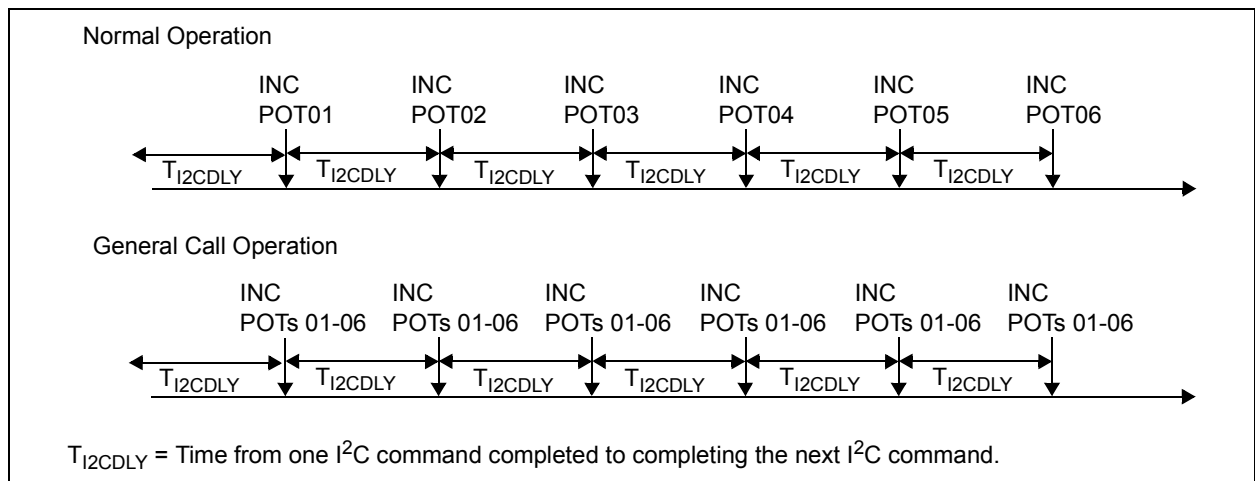 Normal Operation
INC INC INC INC INC INC
POT01 POT02 POT03 POT04 POT05 POT06
TI2CDLY TI2CDLY TI2CDLY TI2CDLY TI2CDLY TI2CDLY
General Call Operation
INC INC INC INC INC INC
POTs 01-06 POTs 01-06 POTs 01-06 POTs 01-06 POTs 01-06 POTs 01-06
TI2CDLY TI2CDLY TI2CDLY TI2CDLY TI2CDLY TI2CDLY
TI2CDLY = Time from one I²C command completed to completing the next I²C command.